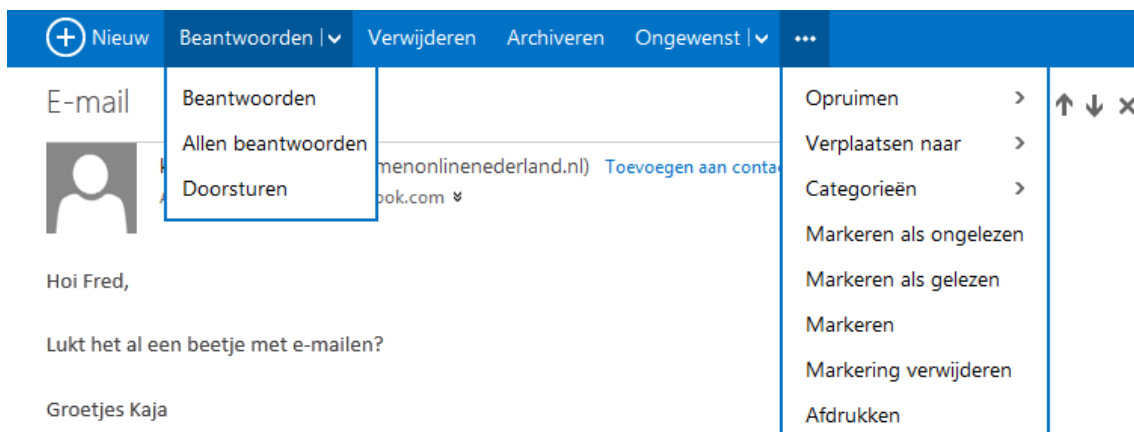 Nieuw Beantwoorden Verwijderen Archiveren Ongewenst ...
E-mail
Beantwoorden
Allen beantwoorden
Doorsturen
menonlinenederland.nl) Toevoegen aan conta
ook.com
Hoi Fred,
Lukt het al een beetje met e-mailen?
Groetjes Kaja
Opruimen
Verplaatsen naar
Categorieën
Markeren als ongelezen
Markeren als gelezen
Markeren
Markering verwijderen
Afdrukken